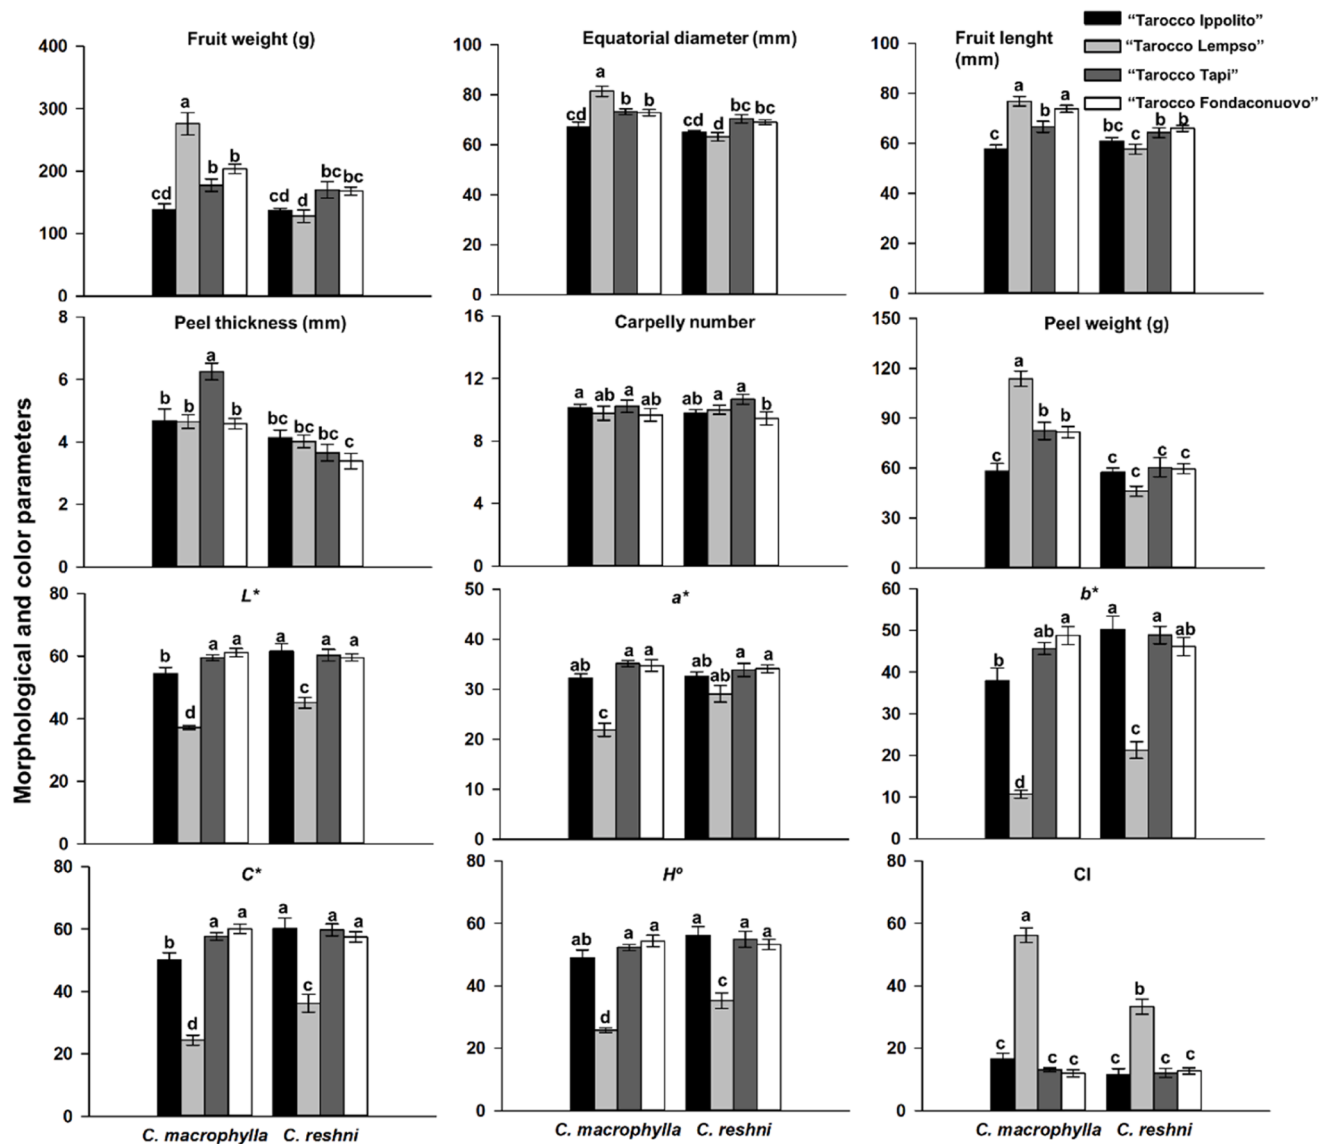 "Tarocco Ippolito"
"Tarocco Lempso"
"Tarocco Tapi"
"Tarocco Fondaconuovo"
Morphological and color parameters
Fruit weight (g)
400
300
200
100
0
cd a b b cd d bc bc
Equatorial diameter (mm)
100
80
60
40
20
0
cd a b b cd d bc bc
Fruit lenght
(mm)
100
80
60
40
20
0
c a b a bc c b b
Peel thickness (mm)
8
6
4
2
0
b b a b bc bc bc c
Carpelly number
16
12
8
4
0
a ab a ab ab a a b
Peel weight (g)
150
120
90
60
30
0
c a b b c c c c
L*
80
60
40
20
0
b d a a a c a a
a*
50
40
30
20
10
0
ab c a a ab ab a a
b*
60
50
40
30
20
10
0
b d ab a a c a ab
C*
80
60
40
20
0
b d a a a c a a
Hº
80
60
40
20
0
ab d a a a c a a
CI
80
60
40
20
0
c a c c c b c c
C. macrophylla C. reshni
C. macrophylla C. reshni
C. macrophylla C. reshni